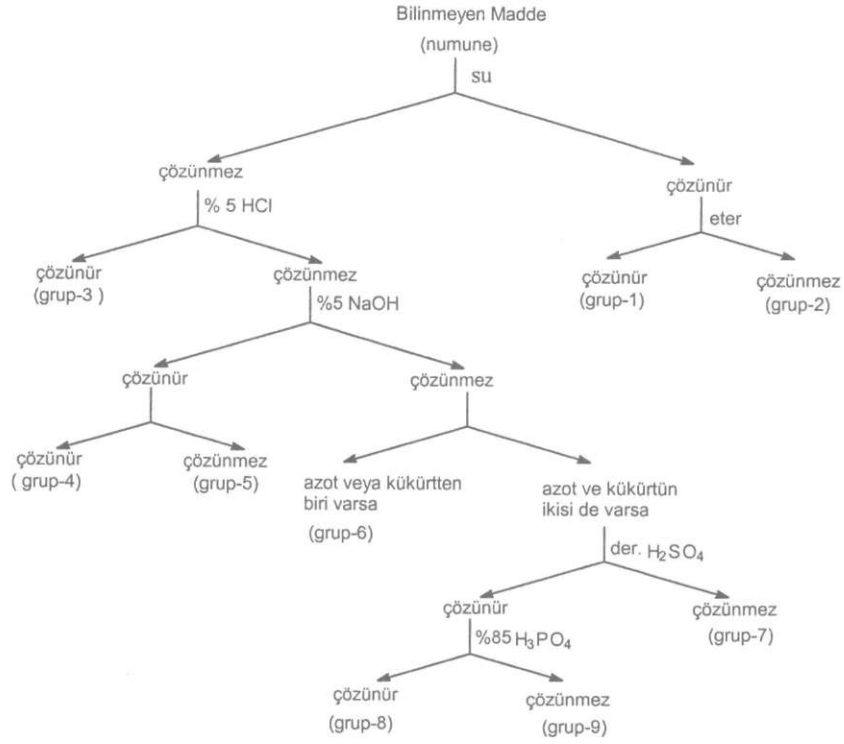 Bilinmeyen Madde
(numune)
su
çözünmez
çözünür
% 5 HCl
eter
çözünür
(grup-3 )
çözünmez
çözünür
(grup-1)
çözünmez
(grup-2)
%5 NaOH
çözünür
çözünmez
çözünür
( grup-4)
çözünmez
(grup-5)
azot veya kükürtten
biri varsa
(grup-6)
azot ve kükürtün
ikisi de varsa
der. H₂SO₄
çözünür
çözünmez
(grup-7)
%85 H₃PO₄
çözünür
(grup-8)
çözünmez
(grup-9)